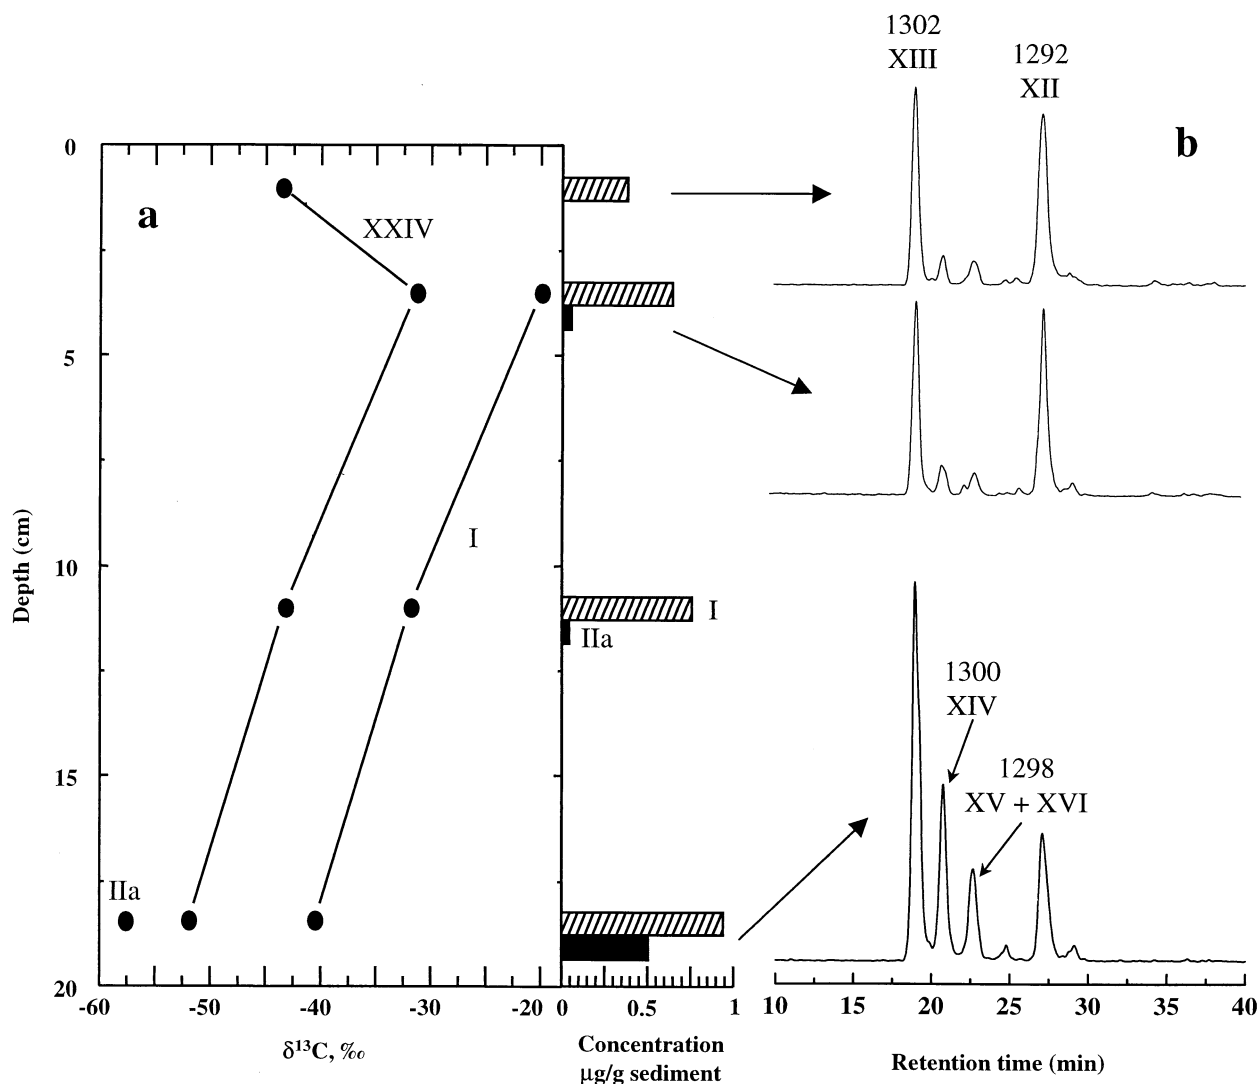 1302
XIII
1292
XII
b
0
a
XXIV
5
I
10
I
IIa
1300
XIV
1298
XV + XVI
15
IIa
20
-60 -50 -40 -30 -20
0 0.5 1
10 15 20 25 30 35 40
Depth (cm)
δ¹³C, ‰
Concentration
μg/g sediment
Retention time (min)